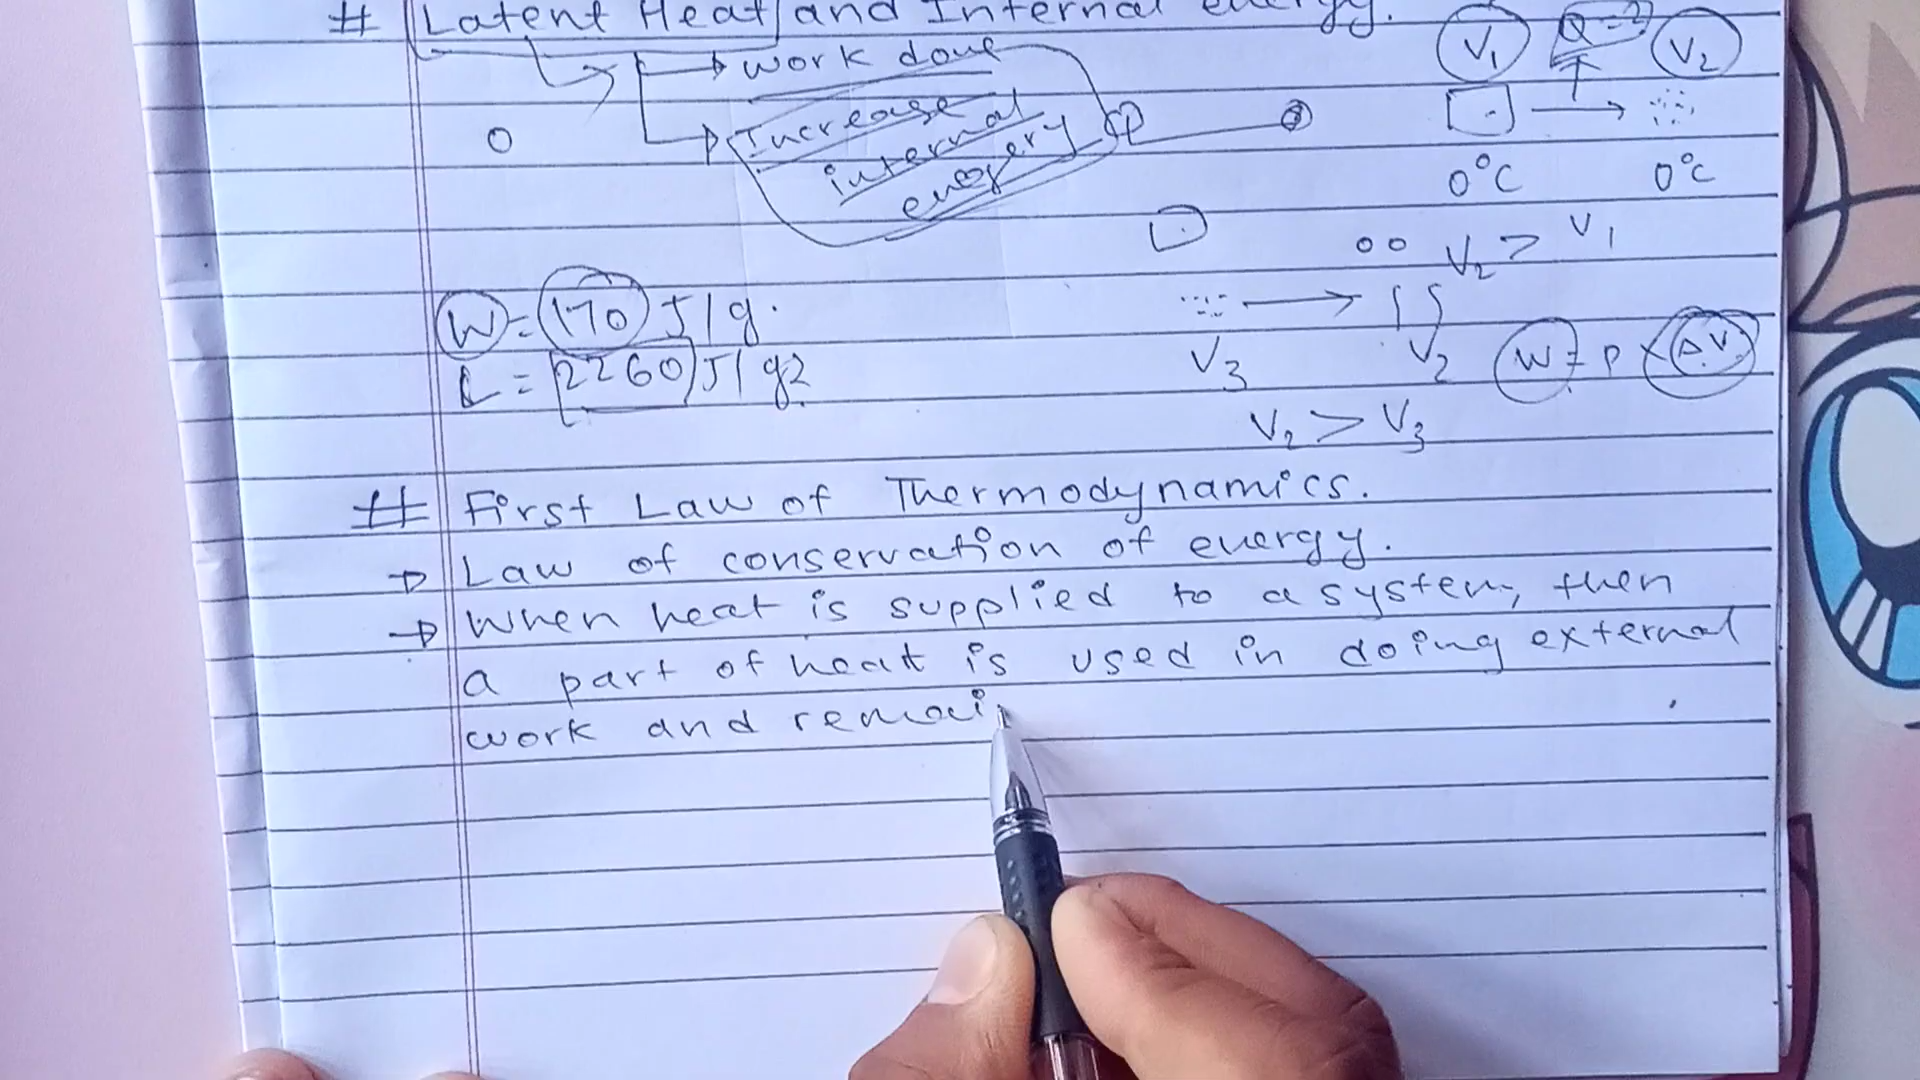 # Latent Heat and Internal energy.
work done
Increase
internal
energery
V1 Q=? V2
0°C 0°C
V2 > V1
W = 170 J/g.
L = 2260 J/g?
V3 V2 W = P × ΔV
V2 > V3
# First Law of Thermodynamics.
→ Law of conservation of energy.
→ When heat is supplied to a system, then
a part of heat is used in doing external
work and remai